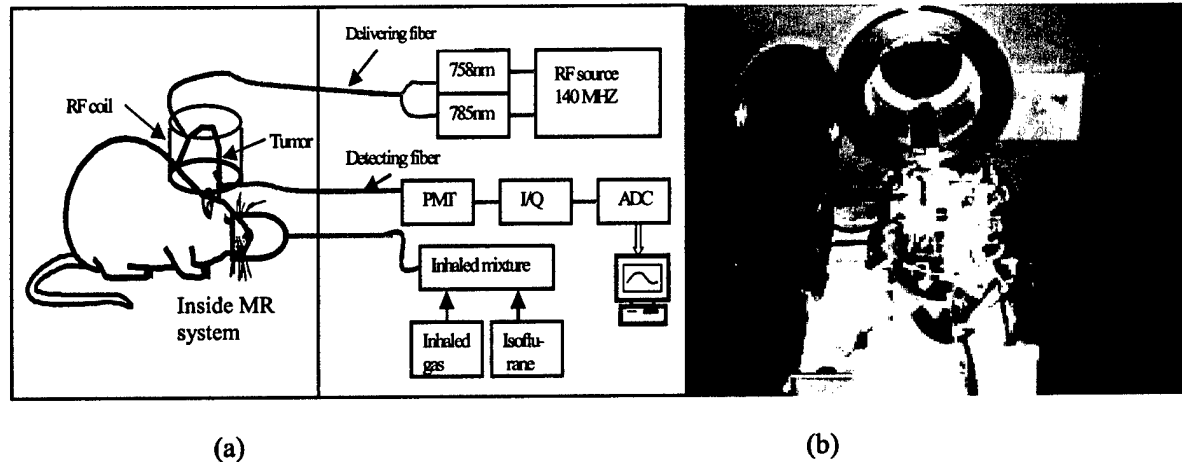 Delivering fiber
758nm
785nm
RF source
140 MHZ
RF coil
Tumor
Detecting fiber
PMT
I/Q
ADC
Inhaled mixture
Inside MR
system
Inhaled
gas
Isoflu-
rane
(a)
(b)